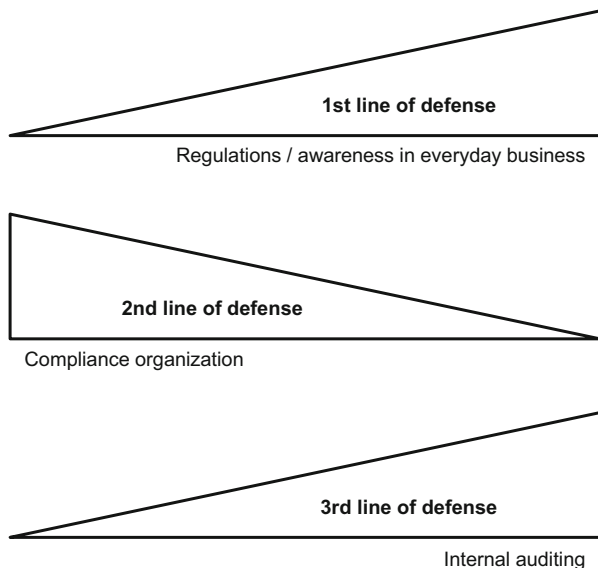 1st line of defense
Regulations / awareness in everyday business
2nd line of defense
Compliance organization
3rd line of defense
Internal auditing